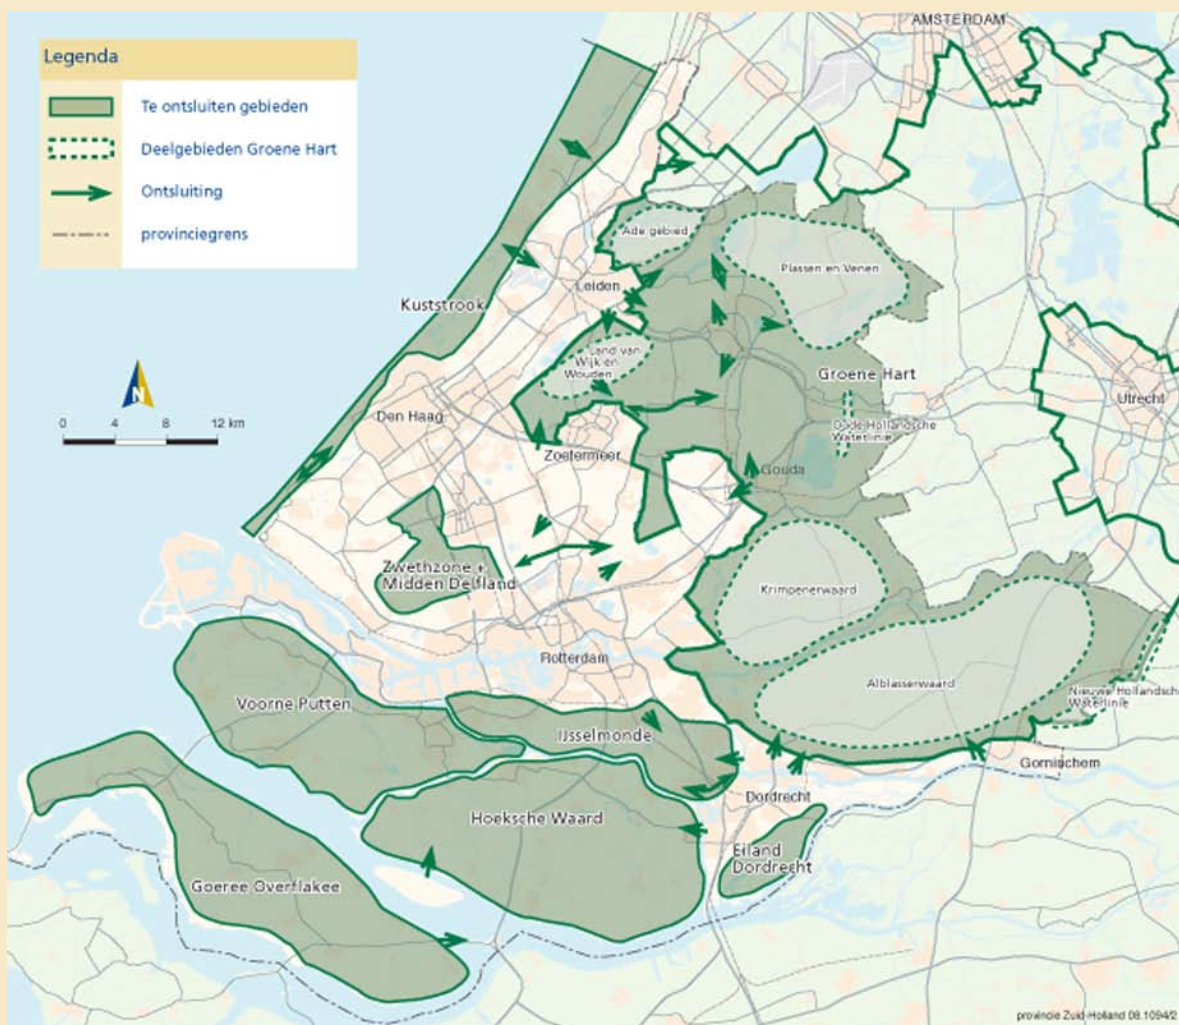 AMSTERDAM
Legenda
Te ontsluiten gebieden
Deelgebieden Groene Hart
Ontsluiting
provinciegrens
Ade gebied
Plassen en Venen
Leiden
Kuststrook
Land van
Wijk en
Wouden
Groene Hart
N
0 4 8 12 km
Den Haag
Utrecht
Oude Hollandsche
Waterlinie
Zoetermeer
Gouda
Zwethzone +
Midden Delfland
Krimpenerwaard
Rotterdam
Alblasserwaard
Nieuwe Hollandsche
Waterlinie
Voorne Putten
IJsselmonde
Gorninchem
Dordrecht
Hoeksche Waard
Eiland
Dordrecht
Goeree Overflakee
provincie Zuid-Holland 08.1094/2